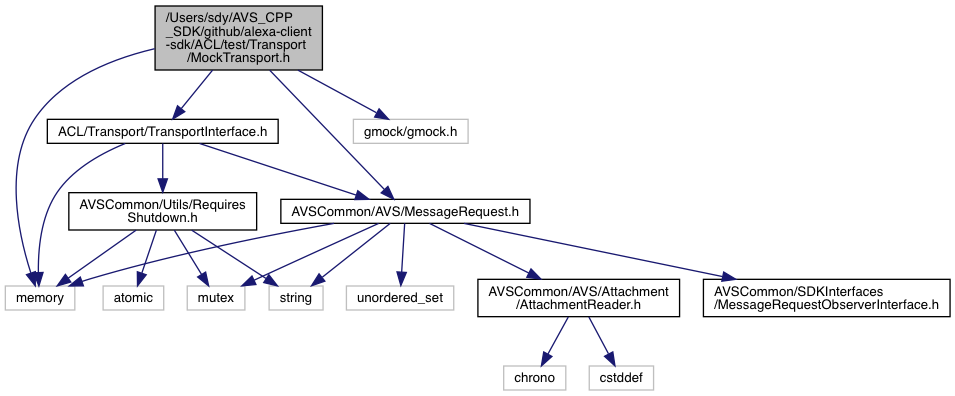 /Users/sdy/AVS_CPP
_SDK/github/alexa-client
-sdk/ACL/test/Transport
/MockTransport.h
ACL/Transport/TransportInterface.h
gmock/gmock.h
AVSCommon/Utils/Requires
Shutdown.h
AVSCommon/AVS/MessageRequest.h
memory
atomic
mutex
string
unordered_set
AVSCommon/AVS/Attachment
/AttachmentReader.h
AVSCommon/SDKInterfaces
/MessageRequestObserverInterface.h
chrono
cstddef